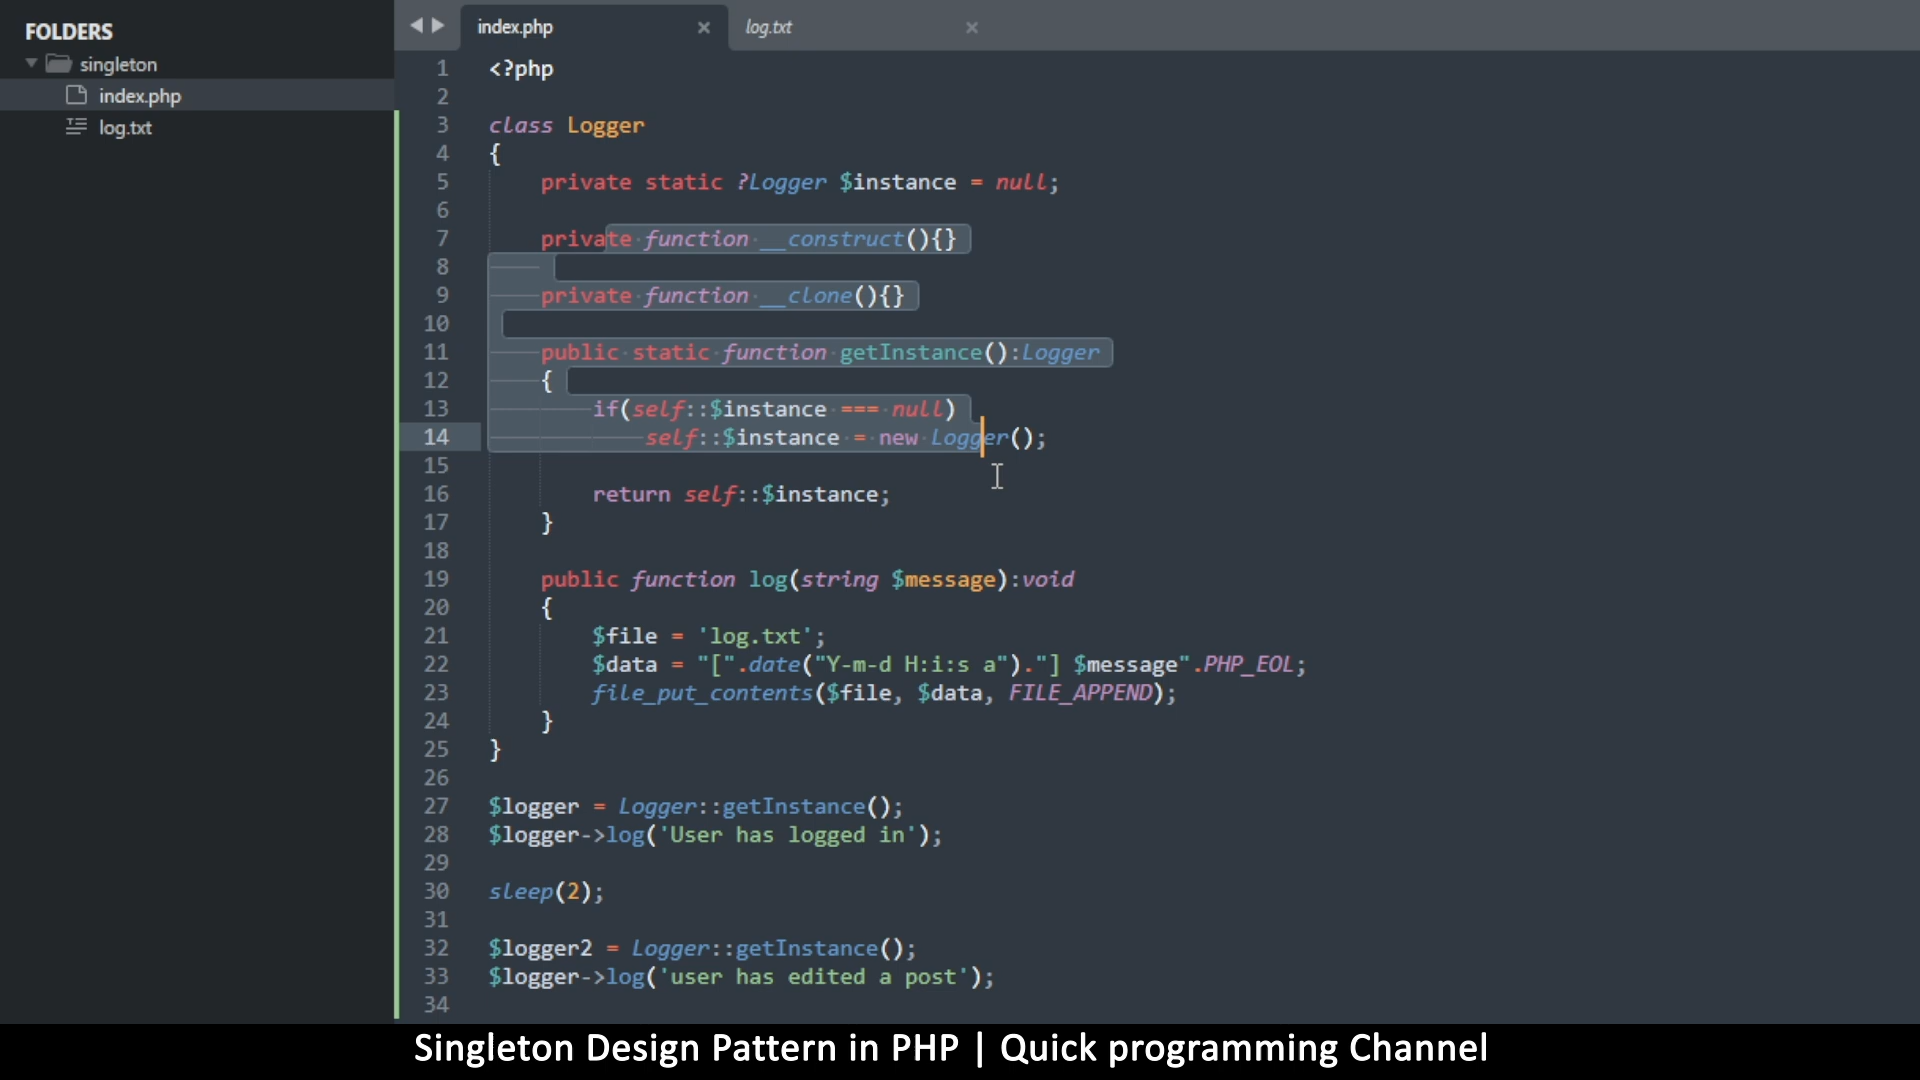 FOLDERS
singleton
index.php
log.txt
index.php ×
log.txt ×
1 <?php
2
3 class Logger
4 {
5 private static ?Logger $instance = null;
6
7 private function __construct(){}
8
9 private function __clone(){}
10
11 public static function getInstance():Logger
12 {
13 if(self::$instance === null)
14 self::$instance = new Logger();
15
16 return self::$instance;
17 }
18
19 public function log(string $message):void
20 {
21 $file = 'log.txt';
22 $data = "[".date("Y-m-d H:i:s a")."] $message".PHP_EOL;
23 file_put_contents($file, $data, FILE_APPEND);
24 }
25 }
26
27 $logger = Logger::getInstance();
28 $logger->log('User has logged in');
29
30 sleep(2);
31
32 $logger2 = Logger::getInstance();
33 $logger->log('user has edited a post');
34
Singleton Design Pattern in PHP | Quick programming Channel